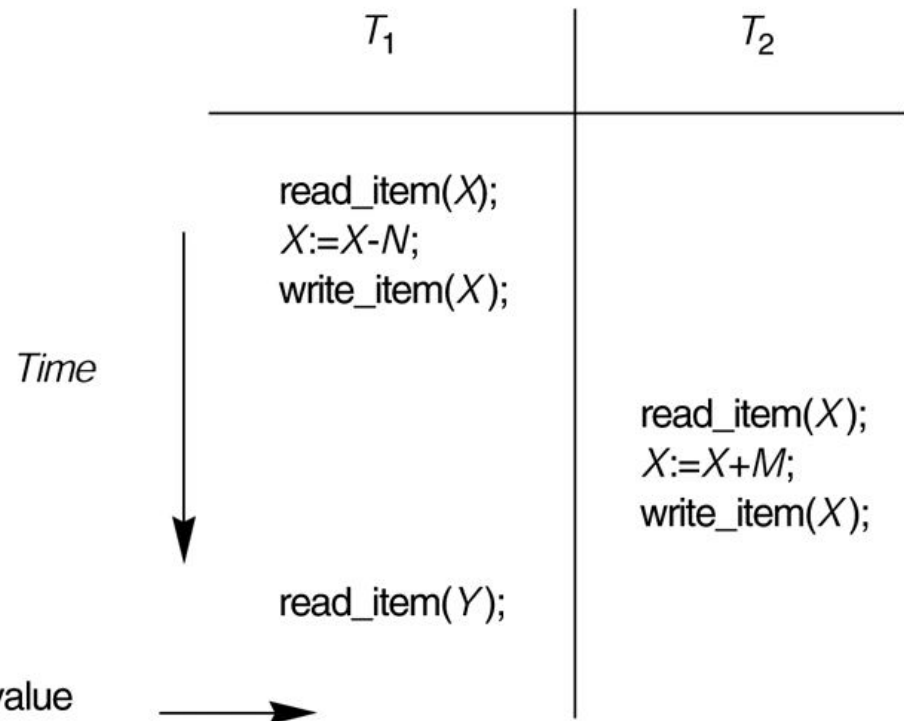 T1
T2
read_item(X);
X:=X-N;
write_item(X);
Time
read_item(X);
X:=X+M;
write_item(X);
read_item(Y);
value